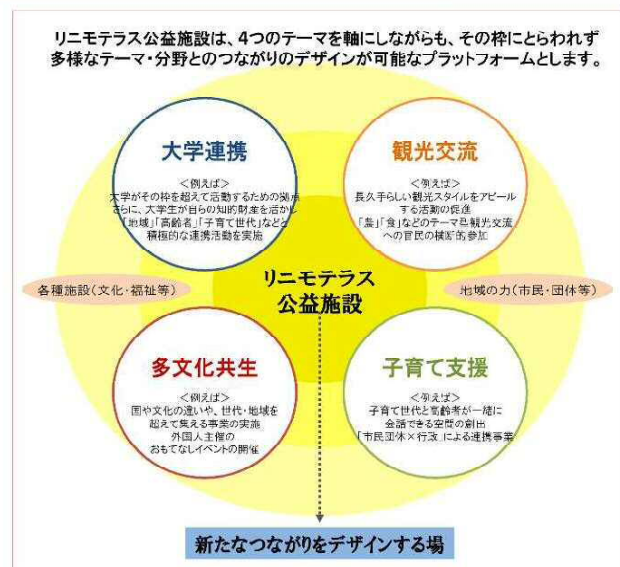 リニモテラス公益施設は、4つのテーマを軸にしながらも、その枠にとらわれず
多様なテーマ・分野とのつながりのデザインが可能なプラットフォームとします。
大学連携
＜例えば＞
大学がその枠を超えて活動するための拠点
さらに、大学生が自らの知的財産を活かし
「地域」「高齢者」「子育て世代」などと
積極的な連携活動を実施
観光交流
＜例えば＞
長久手らしい観光スタイルをアピール
する活動の促進
「農」「食」などのテーマ型観光交流
への官民の横断的参加
各種施設（文化・福祉等）
リニモテラス
公益施設
地域の力（市民・団体等）
多文化共生
＜例えば＞
国や文化の違いや、世代・地域を
超えて集える事業の実施
外国人主催の
おもてなしイベントの開催
子育て支援
＜例えば＞
子育て世代と高齢者が一緒に
会話できる空間の創出
「市民団体×行政」による連携事業
新たなつながりをデザインする場